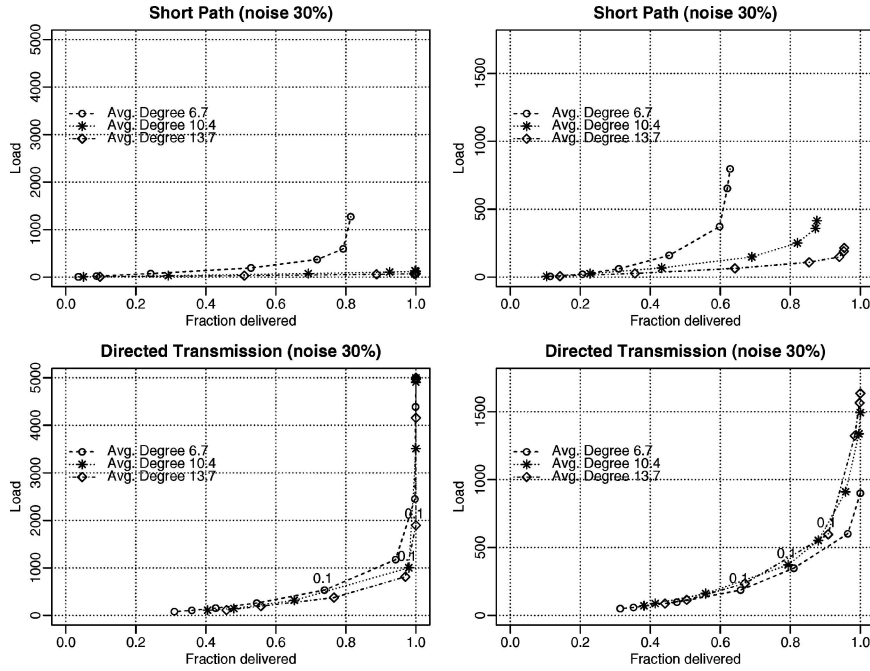 Short Path (noise 30%)
Load
0 1000 2000 3000 4000 5000
Avg. Degree 6.7
Avg. Degree 10.4
Avg. Degree 13.7
0.0 0.2 0.4 0.6 0.8 1.0
Fraction delivered
Short Path (noise 30%)
Load
0 500 1000 1500
Avg. Degree 6.7
Avg. Degree 10.4
Avg. Degree 13.7
0.0 0.2 0.4 0.6 0.8 1.0
Fraction delivered
Directed Transmission (noise 30%)
Load
0 1000 2000 3000 4000 5000
Avg. Degree 6.7
Avg. Degree 10.4
Avg. Degree 13.7
0.1
0.1
0.1
0.0 0.2 0.4 0.6 0.8 1.0
Fraction delivered
Directed Transmission (noise 30%)
Load
0 500 1000 1500
Avg. Degree 6.7
Avg. Degree 10.4
Avg. Degree 13.7
0.1
0.1
0.1
0.0 0.2 0.4 0.6 0.8 1.0
Fraction delivered